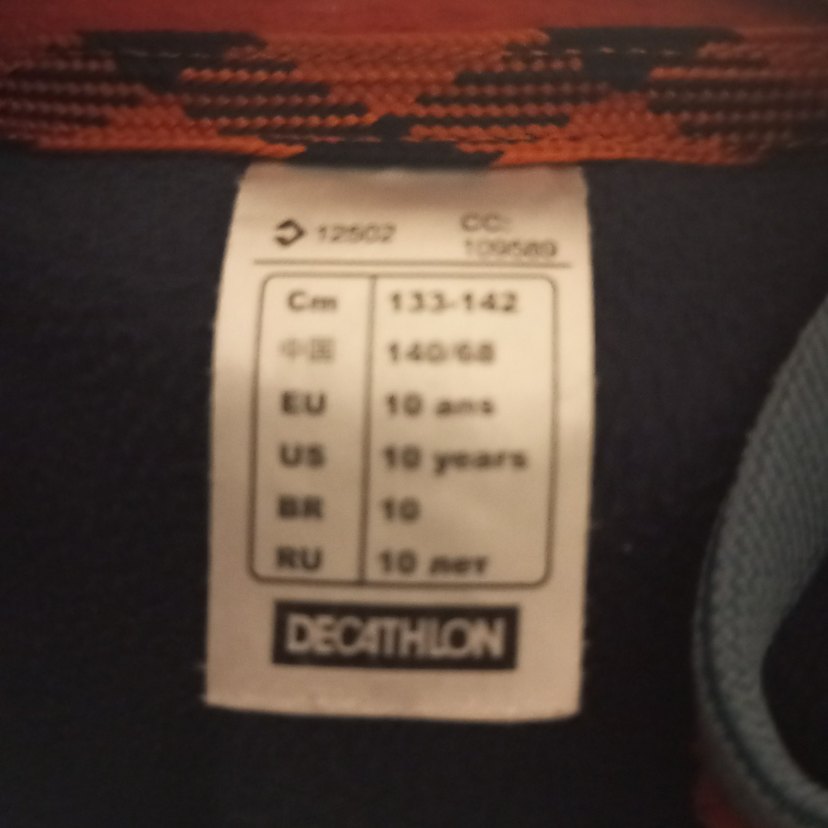 12502 CC:
109589
Cm 133-142
中国 140/68
EU 10 ans
US 10 years
BR 10
RU 10 лет
DECATHLON